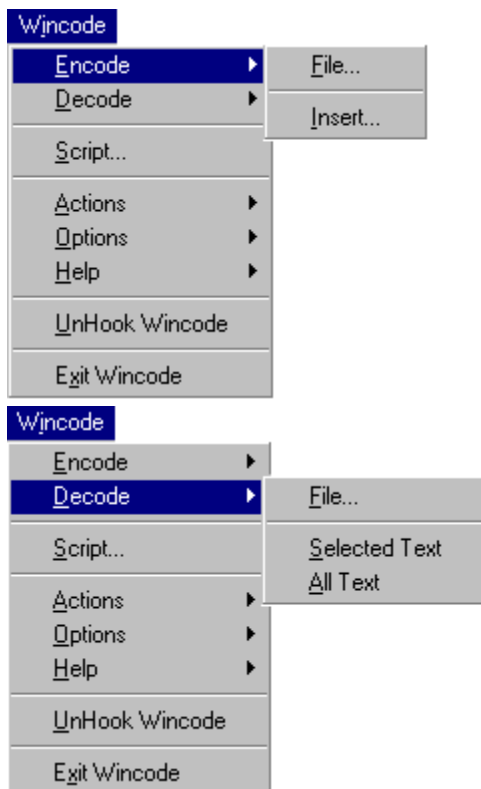 Wincode
Encode
File...
Decode
Insert...
Script...
Actions
Options
Help
UnHook Wincode
Exit Wincode
Wincode
Encode
Decode
File...
Script...
Selected Text
All Text
Actions
Options
Help
UnHook Wincode
Exit Wincode